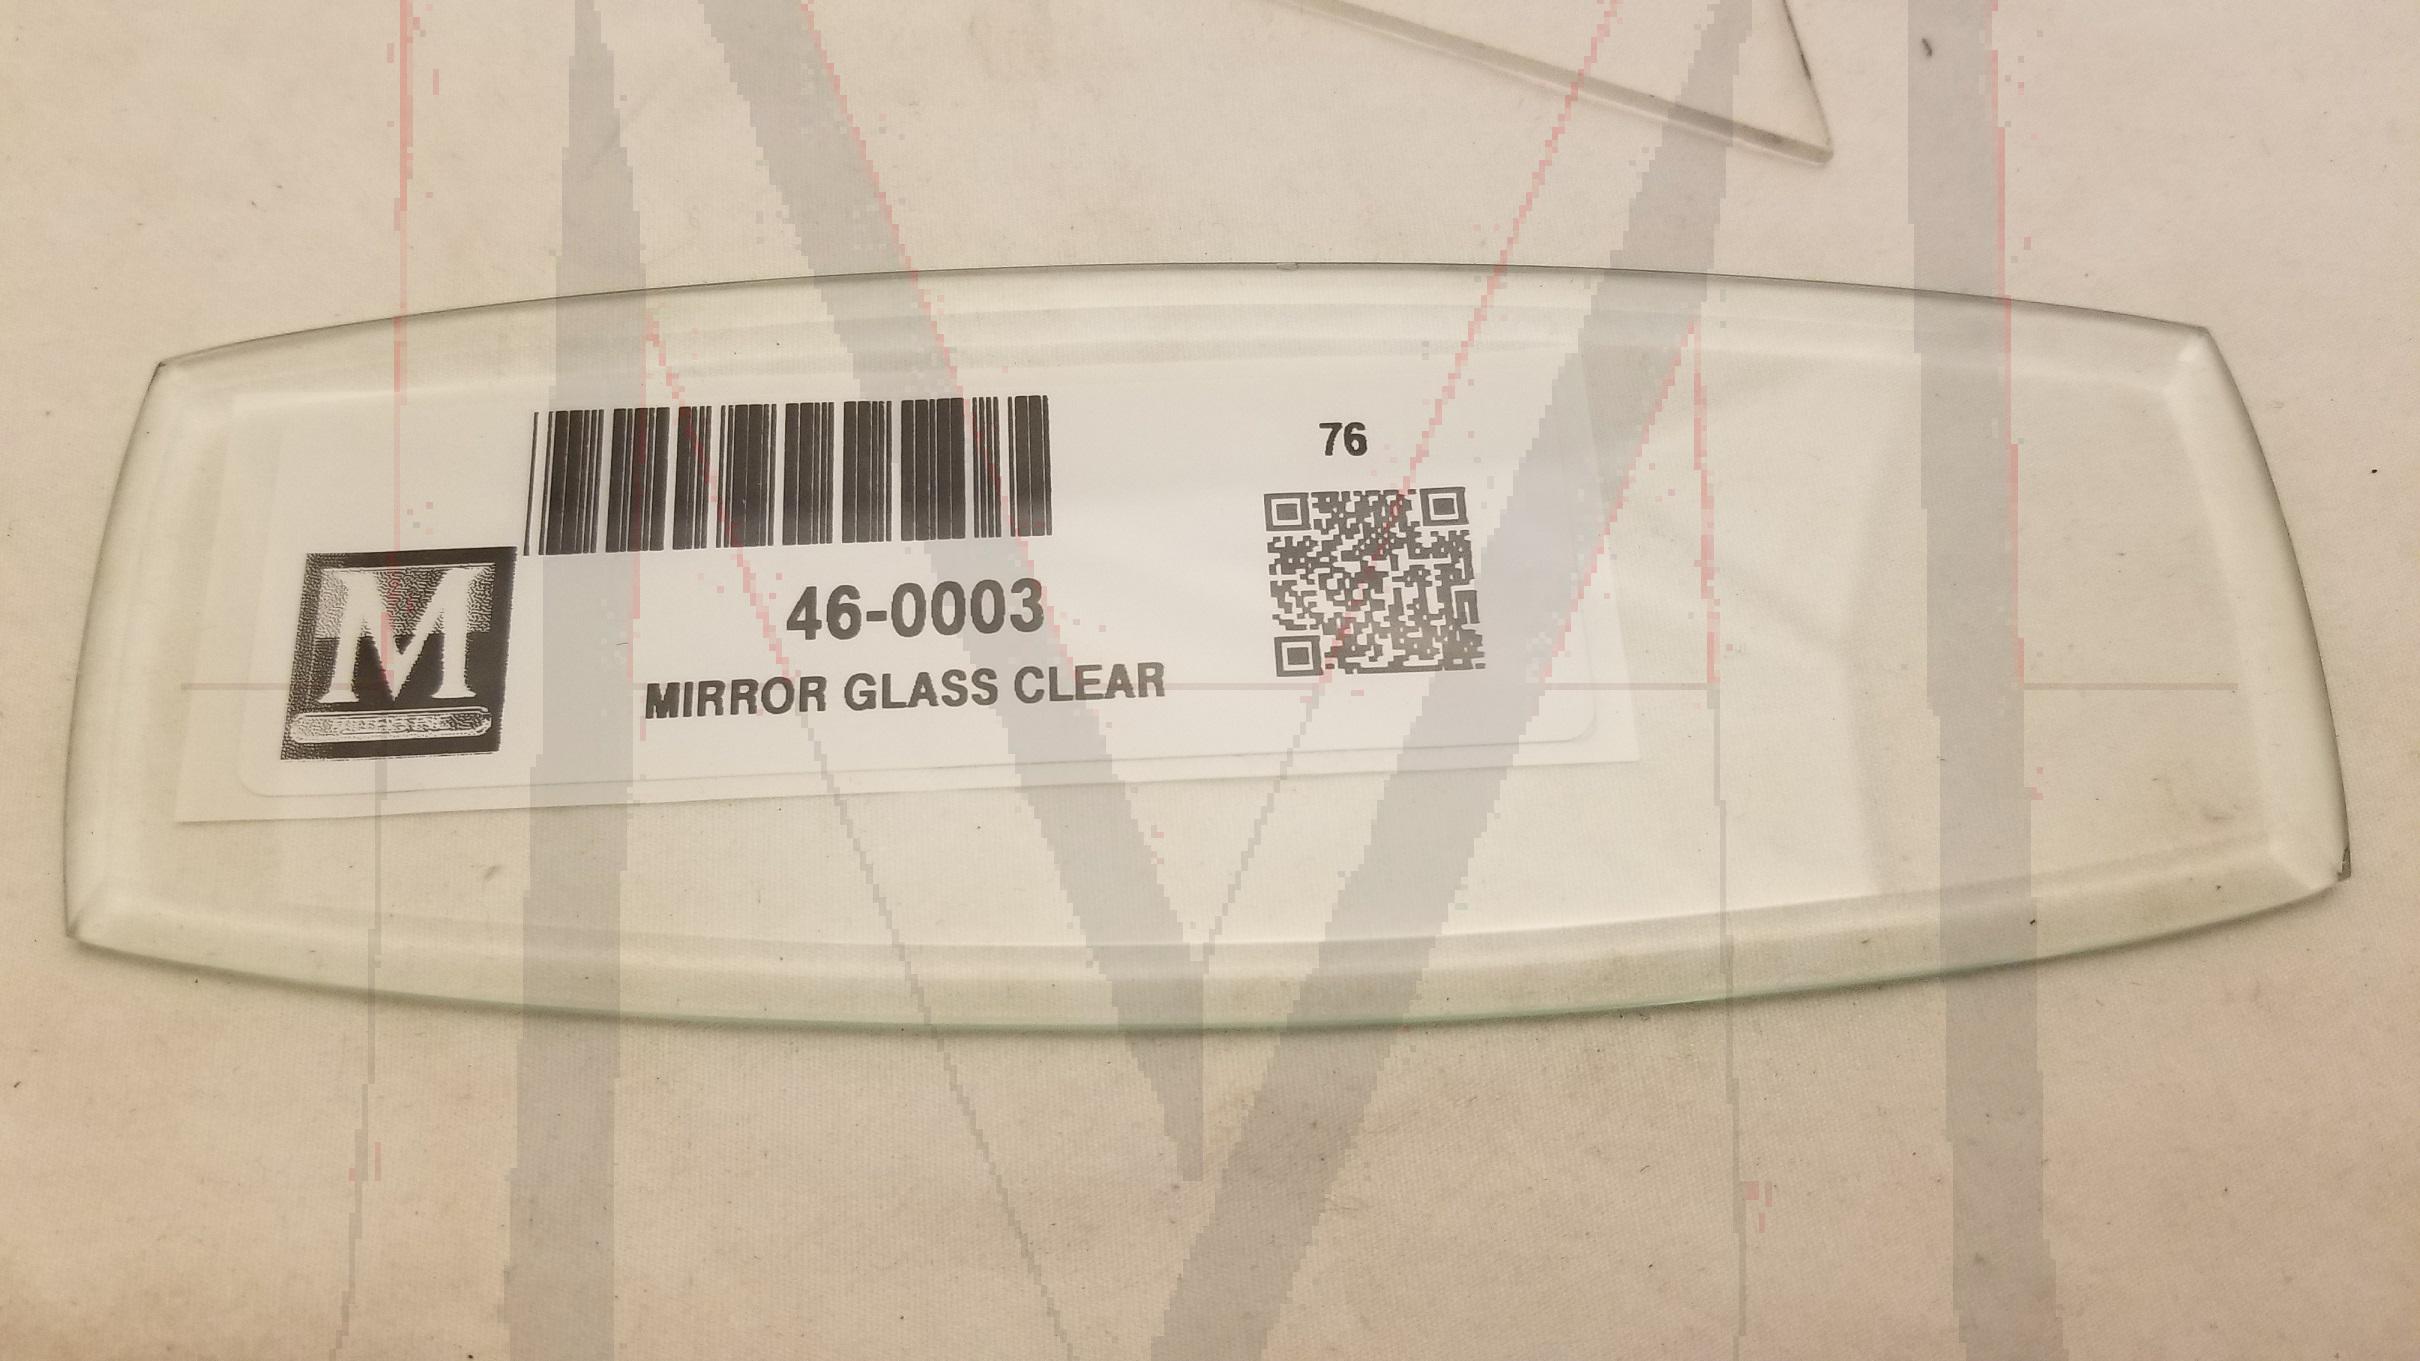 76
M
46-0003
MIRROR GLASS CLEAR